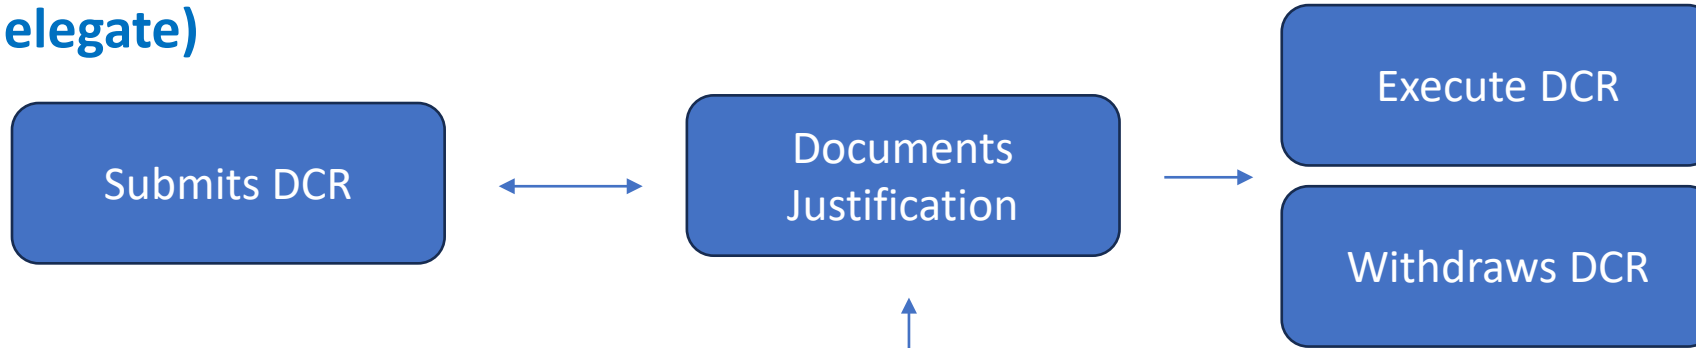 elegate)
Submits DCR
Documents
Justification
Execute DCR
Withdraws DCR